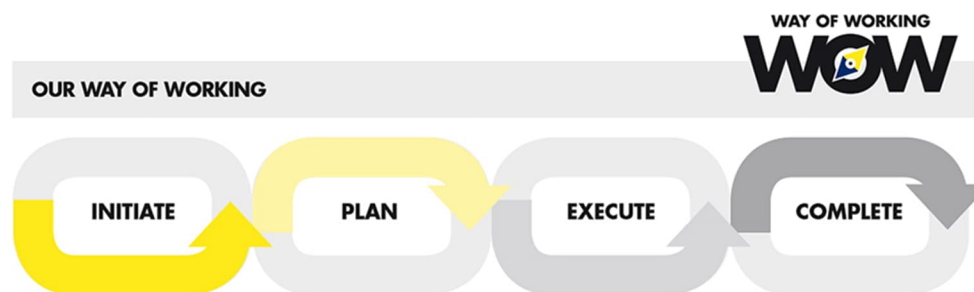 WAY OF WORKING
WOW
OUR WAY OF WORKING
INITIATE
PLAN
EXECUTE
COMPLETE